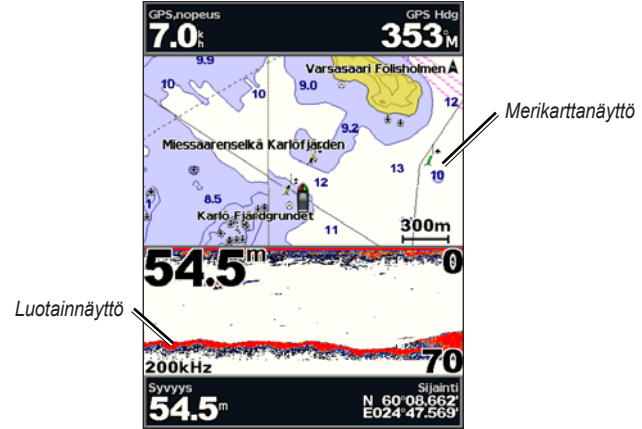 GPS,nopeus
GPS Hdg
7.0 k/h
353°M
9.9
Varsasaari Fölisholmen
10
10
9.0
12
Merikarttanäyttö
9.2
Miessaarenselkä Karlöfjärden
13
10
12
1
8.5
Karlö Fjärdgrundet
11
300m
54.5m
0
Luotainnäyttö
200kHz
70
Syvyys
Sijainti
54.5m
N 60°08.662'
E024°47.569'